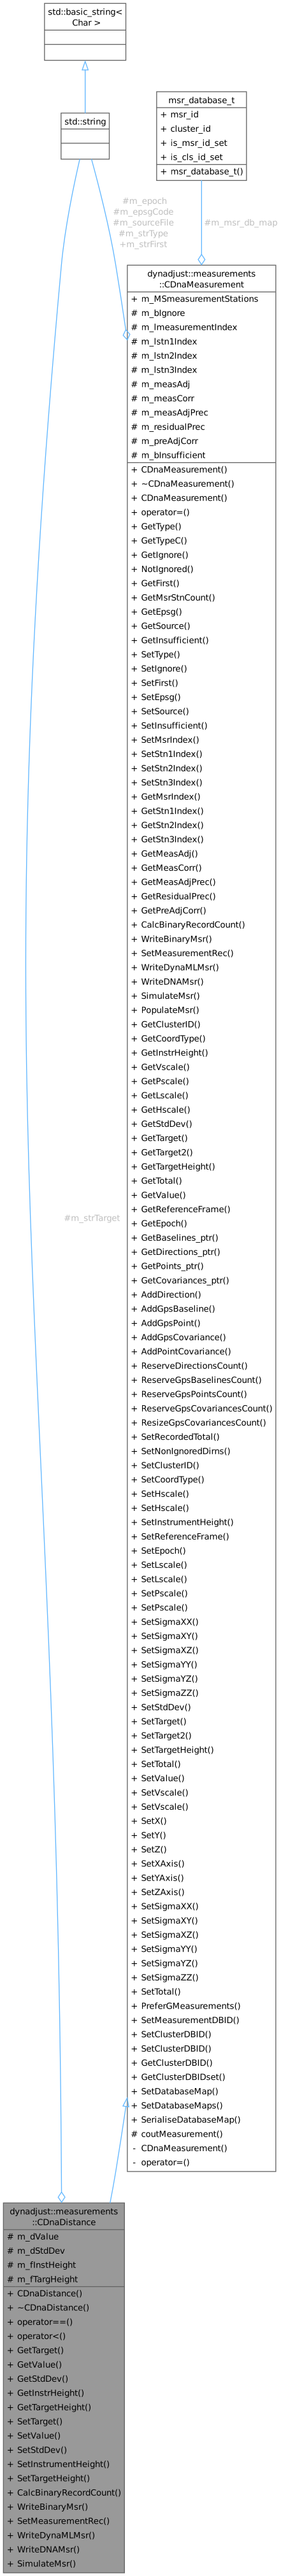 std::basic_string<
Char >
std::string
msr_database_t
+ msr_id
+ cluster_id
+ is_msr_id_set
+ is_cls_id_set
+ msr_database_t()
#m_epoch
#m_epsgCode
#m_sourceFile
#m_strType
+m_strFirst
#m_msr_db_map
dynadjust::measurements
::CDnaMeasurement
+ m_MSmeasurementStations
# m_bIgnore
# m_lmeasurementIndex
# m_lstn1Index
# m_lstn2Index
# m_lstn3Index
# m_measAdj
# m_measCorr
# m_measAdjPrec
# m_residualPrec
# m_preAdjCorr
# m_bInsufficient
+ CDnaMeasurement()
+ ~CDnaMeasurement()
+ CDnaMeasurement()
+ operator=()
+ GetType()
+ GetTypeC()
+ GetIgnore()
+ NotIgnored()
+ GetFirst()
+ GetMsrStnCount()
+ GetEpsg()
+ GetSource()
+ GetInsufficient()
+ SetType()
+ SetIgnore()
+ SetFirst()
+ SetEpsg()
+ SetSource()
+ SetInsufficient()
+ SetMsrIndex()
+ SetStn1Index()
+ SetStn2Index()
+ SetStn3Index()
+ GetMsrIndex()
+ GetStn1Index()
+ GetStn2Index()
+ GetStn3Index()
+ GetMeasAdj()
+ GetMeasCorr()
+ GetMeasAdjPrec()
+ GetResidualPrec()
+ GetPreAdjCorr()
+ CalcBinaryRecordCount()
+ WriteBinaryMsr()
+ SetMeasurementRec()
+ WriteDynaMLMsr()
+ WriteDNAMsr()
+ SimulateMsr()
+ PopulateMsr()
+ GetClusterID()
+ GetCoordType()
+ GetInstrHeight()
+ GetVscale()
+ GetPscale()
+ GetLscale()
+ GetHscale()
+ GetStdDev()
+ GetTarget()
+ GetTarget2()
+ GetTargetHeight()
+ GetTotal()
+ GetValue()
+ GetReferenceFrame()
+ GetEpoch()
+ GetBaselines_ptr()
+ GetDirections_ptr()
+ GetPoints_ptr()
+ GetCovariances_ptr()
+ AddDirection()
+ AddGpsBaseline()
+ AddGpsPoint()
+ AddGpsCovariance()
+ AddPointCovariance()
+ ReserveDirectionsCount()
+ ReserveGpsBaselinesCount()
+ ReserveGpsPointsCount()
+ ReserveGpsCovariancesCount()
+ ResizeGpsCovariancesCount()
+ SetRecordedTotal()
+ SetNonIgnoredDirns()
+ SetClusterID()
+ SetCoordType()
+ SetHscale()
+ SetHscale()
+ SetInstrumentHeight()
+ SetReferenceFrame()
+ SetEpoch()
+ SetLscale()
+ SetLscale()
+ SetPscale()
+ SetPscale()
+ SetSigmaXX()
+ SetSigmaXY()
+ SetSigmaXZ()
+ SetSigmaYY()
+ SetSigmaYZ()
+ SetSigmaZZ()
+ SetStdDev()
+ SetTarget()
+ SetTarget2()
+ SetTargetHeight()
+ SetTotal()
+ SetValue()
+ SetVscale()
+ SetVscale()
+ SetX()
+ SetY()
+ SetZ()
+ SetXAxis()
+ SetYAxis()
+ SetZAxis()
+ SetSigmaXX()
+ SetSigmaXY()
+ SetSigmaXZ()
+ SetSigmaYY()
+ SetSigmaYZ()
+ SetSigmaZZ()
+ SetTotal()
+ PreferGMeasurements()
+ SetMeasurementDBID()
+ SetClusterDBID()
+ SetClusterDBID()
+ GetClusterDBID()
+ GetClusterDBIDset()
+ SetDatabaseMap()
+ SetDatabaseMaps()
+ SerialiseDatabaseMap()
# coutMeasurement()
- CDnaMeasurement()
- operator=()
#m_strTarget
dynadjust::measurements
::CDnaDistance
# m_dValue
# m_dStdDev
# m_fInstHeight
# m_fTargHeight
+ CDnaDistance()
+ ~CDnaDistance()
+ operator==()
+ operator<()
+ GetTarget()
+ GetValue()
+ GetStdDev()
+ GetInstrHeight()
+ GetTargetHeight()
+ SetTarget()
+ SetValue()
+ SetStdDev()
+ SetInstrumentHeight()
+ SetTargetHeight()
+ CalcBinaryRecordCount()
+ WriteBinaryMsr()
+ SetMeasurementRec()
+ WriteDynaMLMsr()
+ WriteDNAMsr()
+ SimulateMsr()